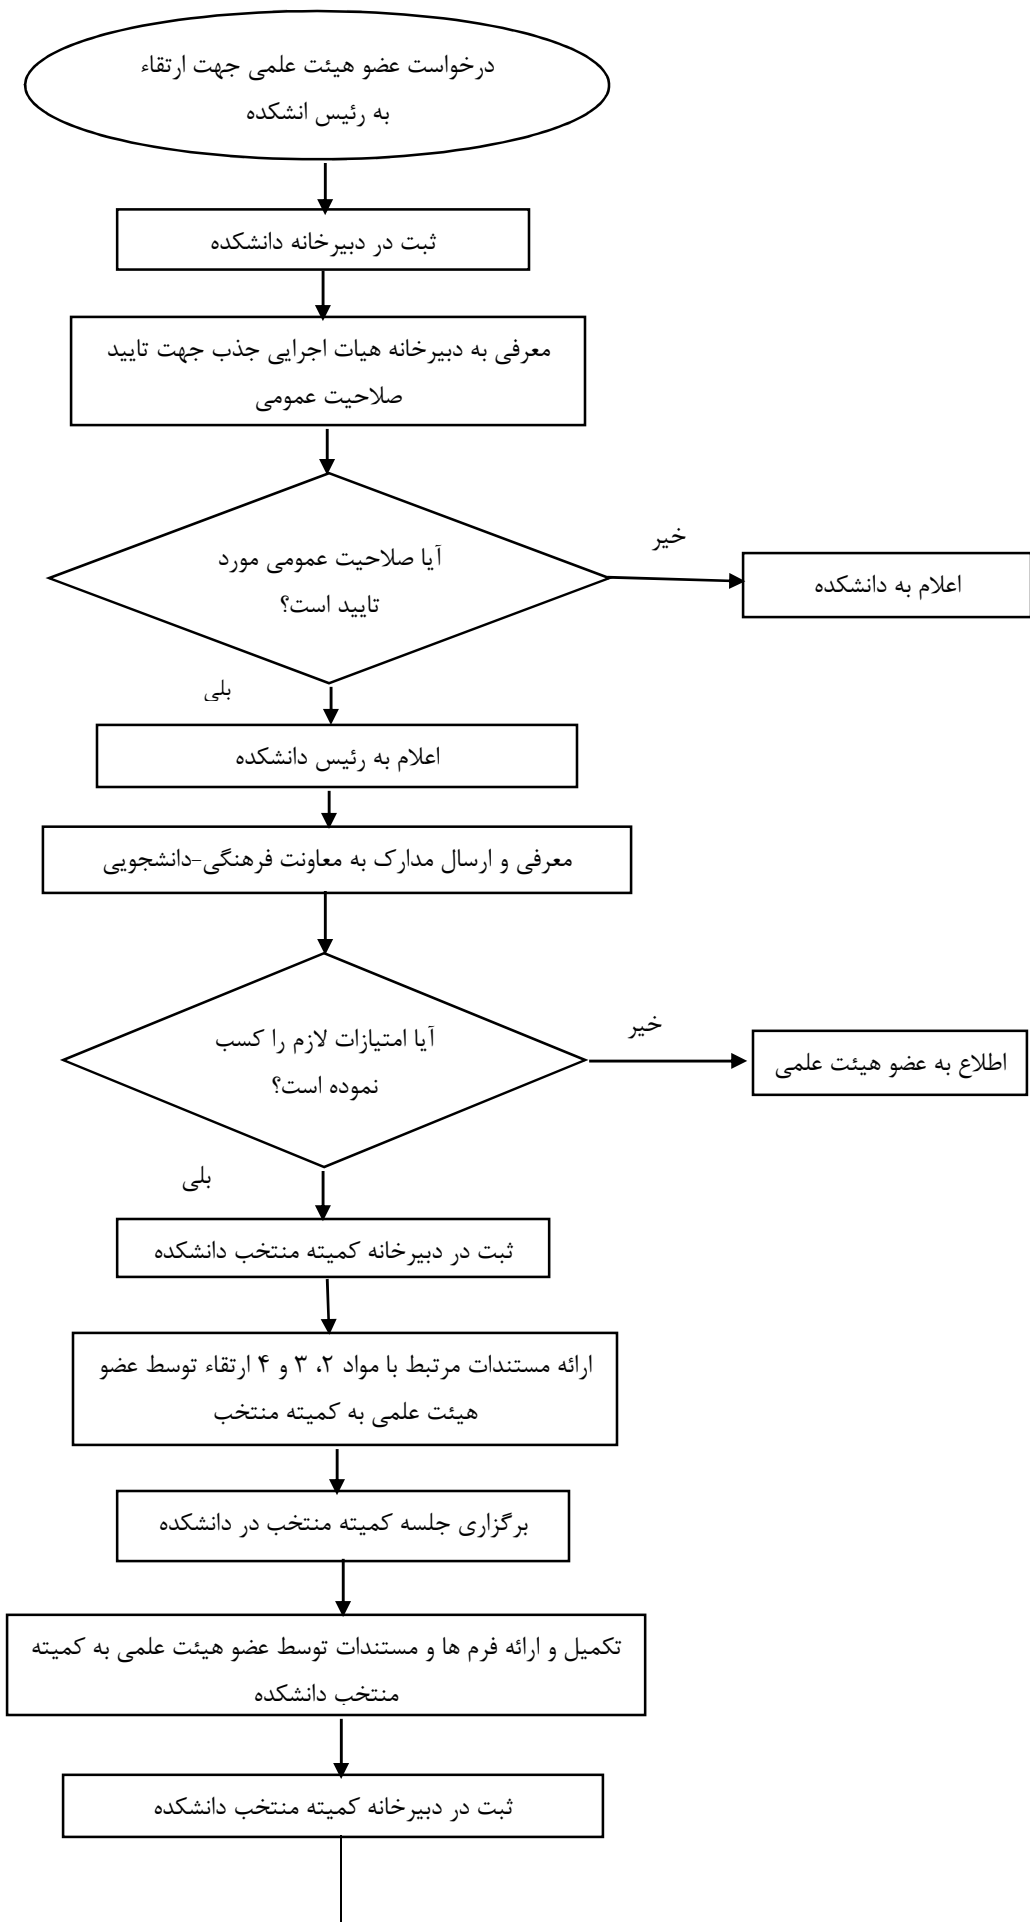 درخواست عضو هیئت علمی جهت ارتقاء
به رئیس انشکده
ثبت در دبیرخانه دانشکده
معرفی به دبیرخانه هیات اجرایی جذب جهت تایید
صلاحیت عمومی
آیا صلاحیت عمومی مورد
تایید است؟
خیر
اعلام به دانشکده
بلی
اعلام به رئیس دانشکده
معرفی و ارسال مدارک به معاونت فرهنگی-دانشجویی
آیا امتیازات لازم را کسب
نموده است؟
خیر
اطلاع به عضو هیئت علمی
بلی
ثبت در دبیرخانه کمیته منتخب دانشکده
ارائه مستندات مرتبط با مواد ۲، ۳ و ۴ ارتقاء توسط عضو
هیئت علمی به کمیته منتخب
برگزاری جلسه کمیته منتخب در دانشکده
تکمیل و ارائه فرم ها و مستندات توسط عضو هیئت علمی به کمیته
منتخب دانشکده
ثبت در دبیرخانه کمیته منتخب دانشکده